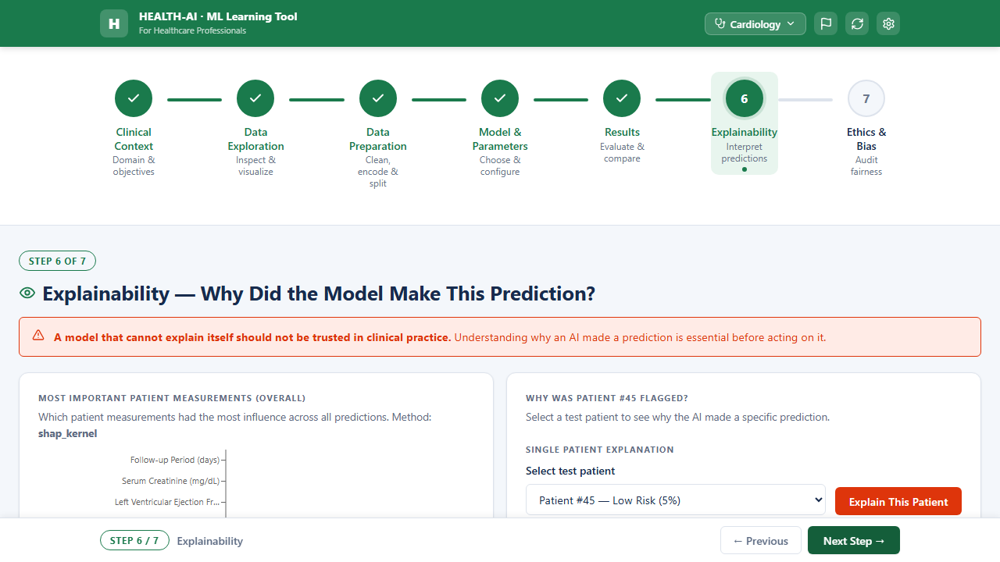 H
HEALTH-AI · ML Learning Tool
For Healthcare Professionals
Cardiology
Clinical
Context
Domain &
objectives
Data
Exploration
Inspect &
visualize
Data
Preparation
Clean,
encode &
split
Model &
Parameters
Choose &
configure
Results
Evaluate &
compare
6
Explainability
Interpret
predictions
7
Ethics &
Bias
Audit
fairness
STEP 6 OF 7
Explainability — Why Did the Model Make This Prediction?
A model that cannot explain itself should not be trusted in clinical practice. Understanding why an AI made a prediction is essential before acting on it.
MOST IMPORTANT PATIENT MEASUREMENTS (OVERALL)
Which patient measurements had the most influence across all predictions. Method:
shap_kernel
Follow-up Period (days)
Serum Creatinine (mg/dL)
Left Ventricular Ejection Fr...
WHY WAS PATIENT #45 FLAGGED?
Select a test patient to see why the AI made a specific prediction.
SINGLE PATIENT EXPLANATION
Select test patient
Patient #45 — Low Risk (5%)
Explain This Patient
STEP 6 / 7
Explainability
← Previous
Next Step →